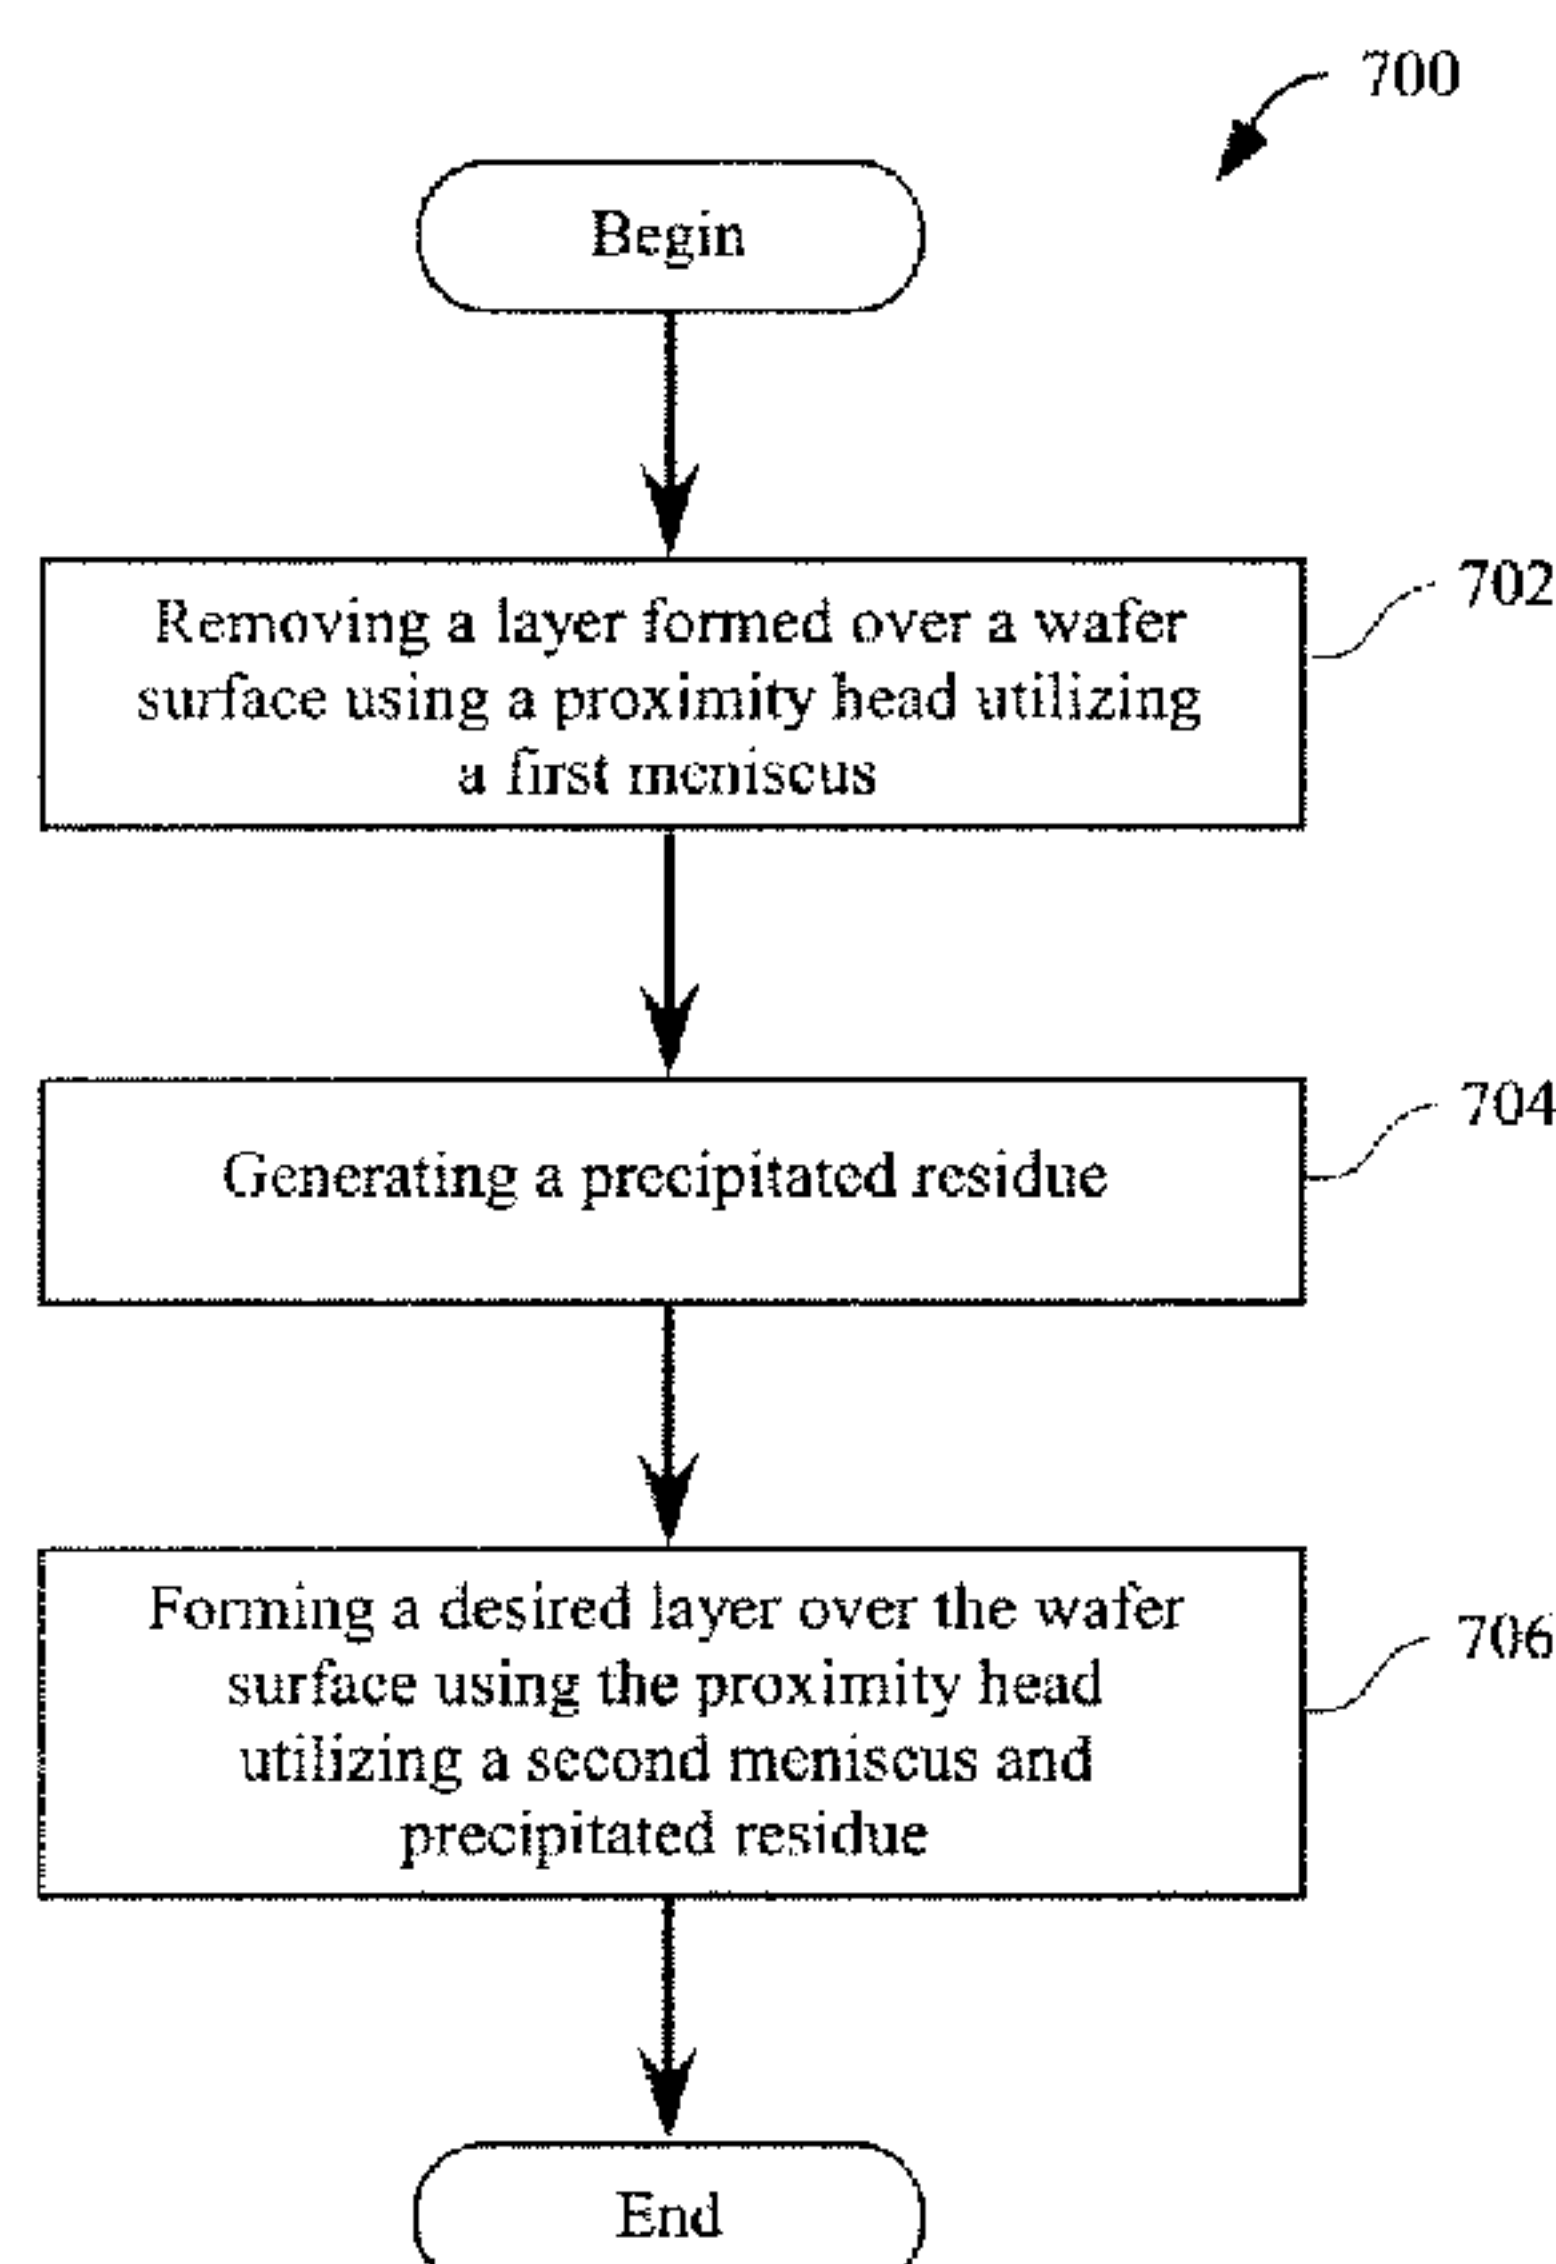 700
Begin
Removing a layer formed over a wafer
surface using a proximity head utilizing
a first meniscus
702
Generating a precipitated residue
704
Forming a desired layer over the wafer
surface using the proximity head
utilizing a second meniscus and
precipitated residue
706
End